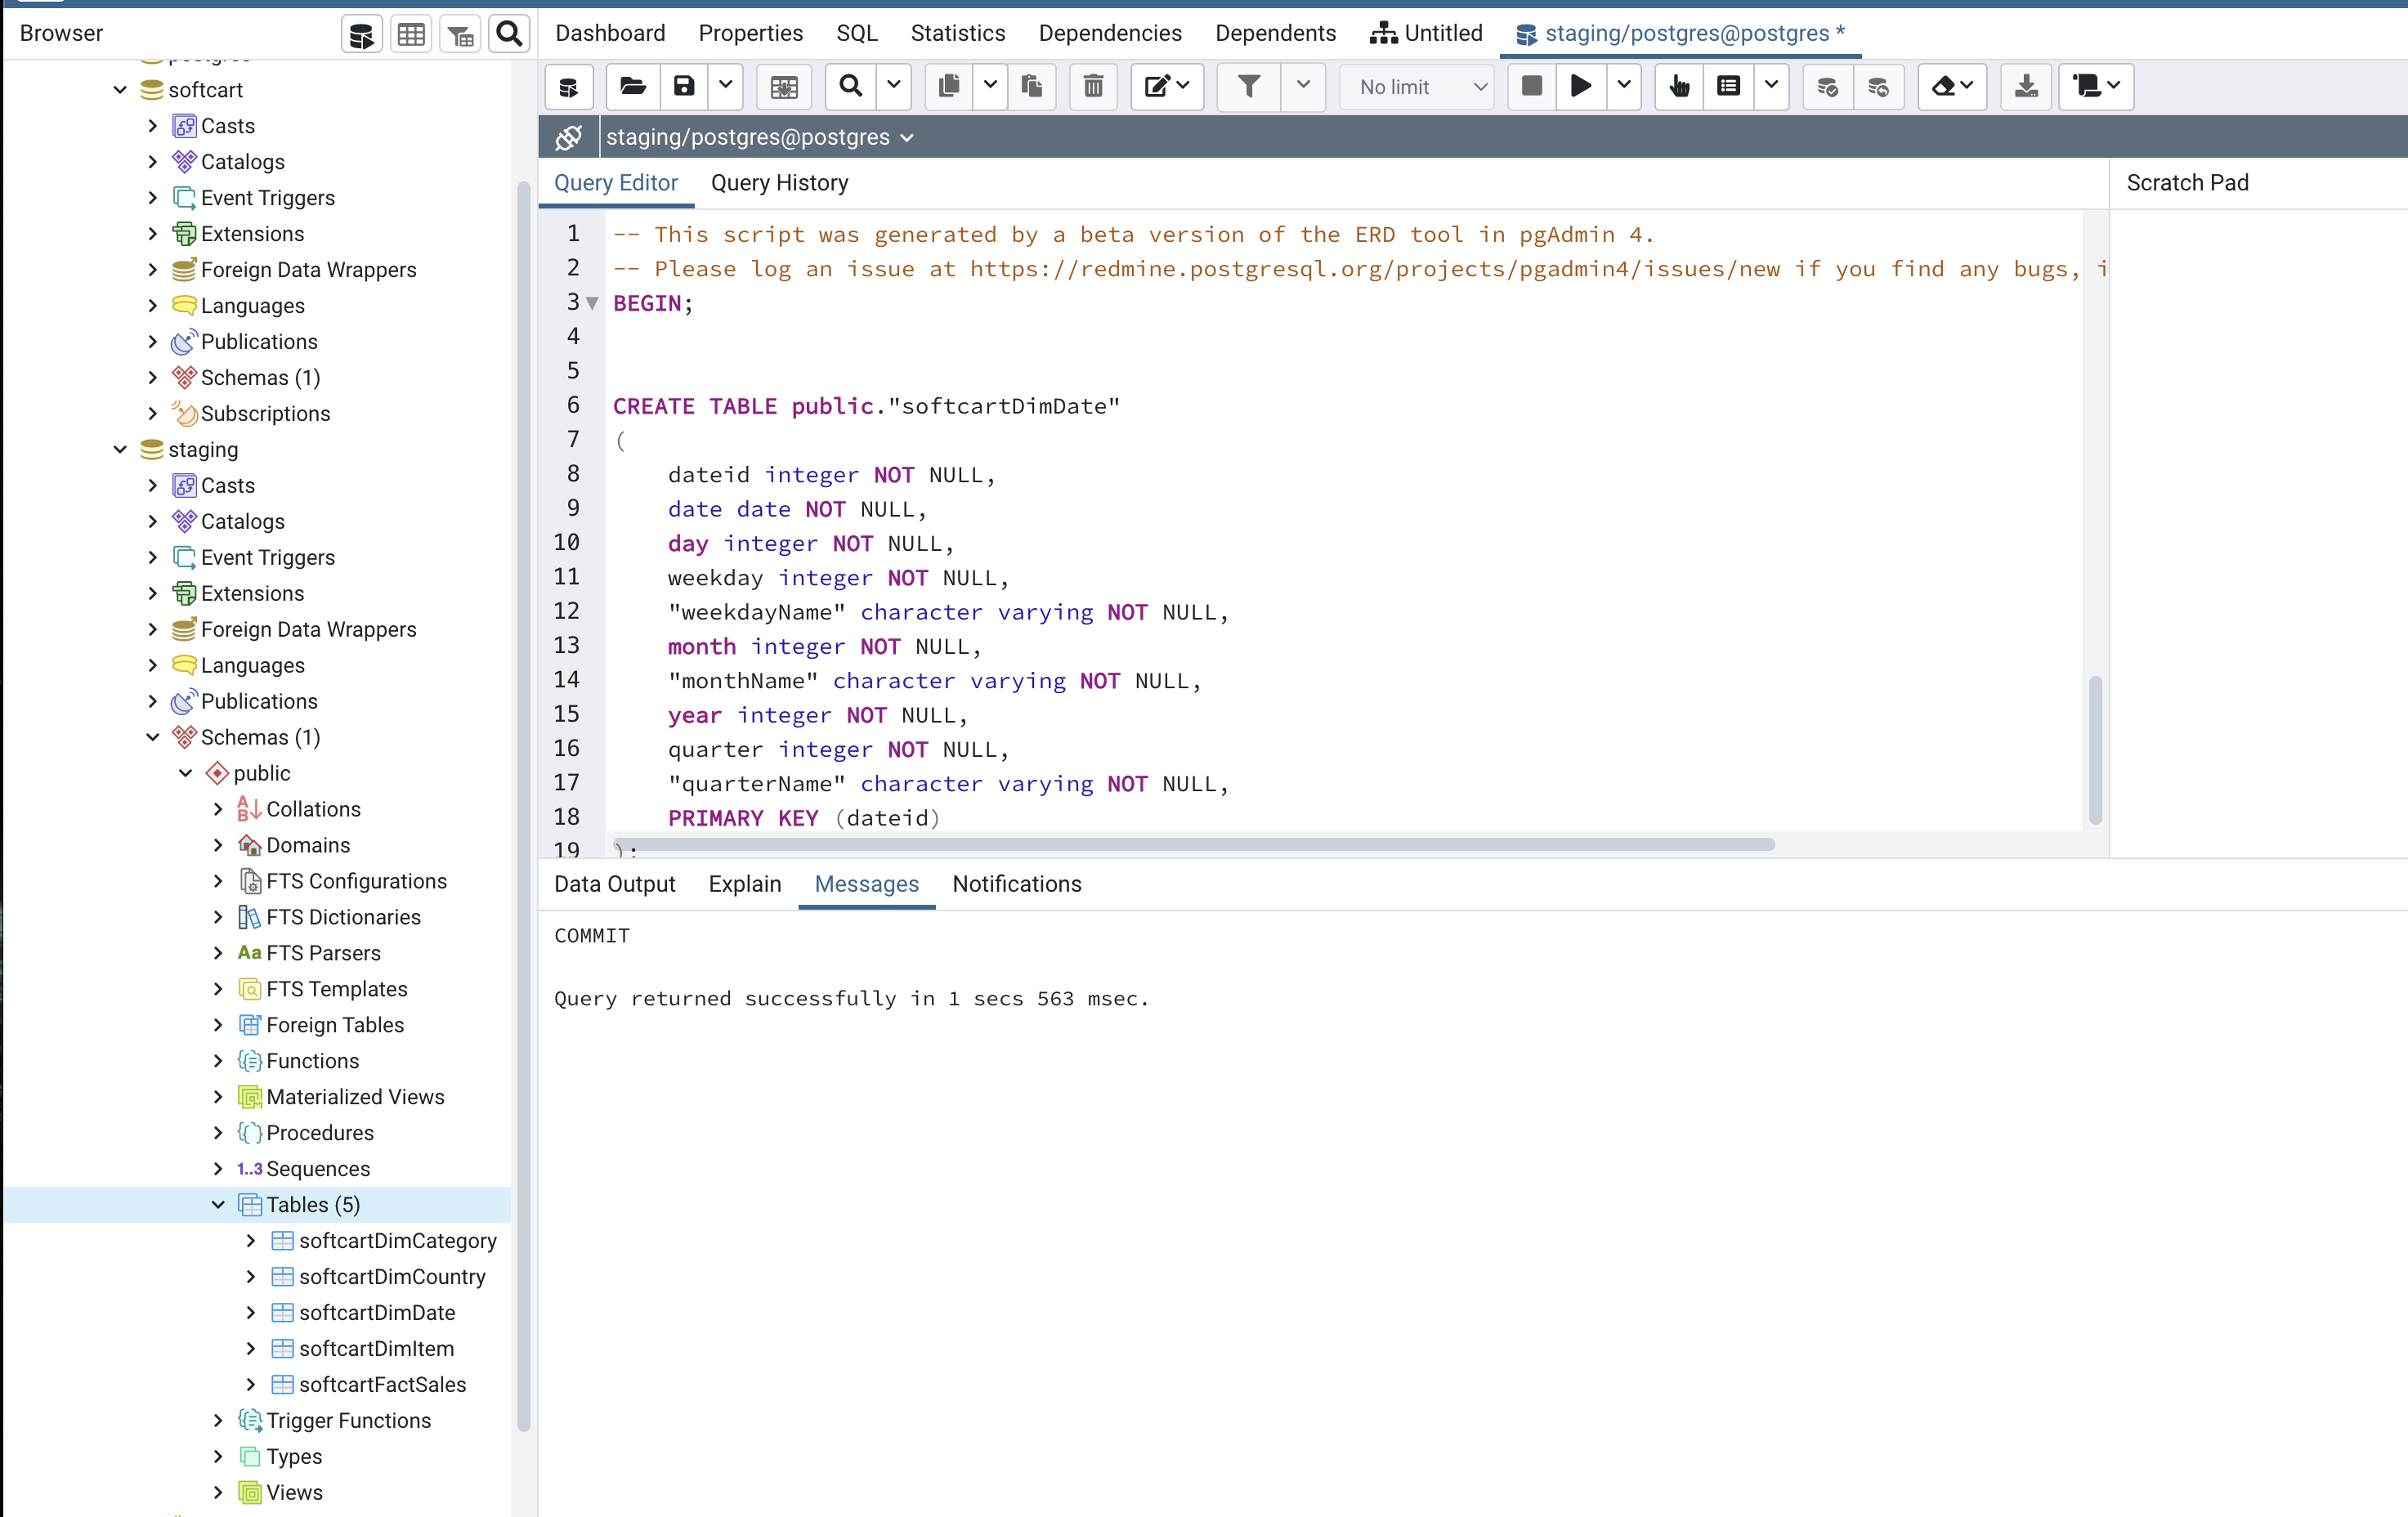 Browser
Dashboard Properties SQL Statistics Dependencies Dependents Untitled staging/postgres@postgres *
softcart
Casts
Catalogs
Event Triggers
Extensions
Foreign Data Wrappers
Languages
Publications
Schemas (1)
Subscriptions
staging
Casts
Catalogs
Event Triggers
Extensions
Foreign Data Wrappers
Languages
Publications
Schemas (1)
public
Collations
Domains
FTS Configurations
FTS Dictionaries
Aa FTS Parsers
FTS Templates
Foreign Tables
Functions
Materialized Views
Procedures
1..3 Sequences
Tables (5)
softcartDimCategory
softcartDimCountry
softcartDimDate
softcartDimItem
softcartFactSales
Trigger Functions
Types
Views
No limit
staging/postgres@postgres
Query Editor Query History
Scratch Pad
1 -- This script was generated by a beta version of the ERD tool in pgAdmin 4.
2 -- Please log an issue at https://redmine.postgresql.org/projects/pgadmin4/issues/new if you find any bugs, i
3 BEGIN;
4
5
6 CREATE TABLE public."softcartDimDate"
7 (
8 dateid integer NOT NULL,
9 date date NOT NULL,
10 day integer NOT NULL,
11 weekday integer NOT NULL,
12 "weekdayName" character varying NOT NULL,
13 month integer NOT NULL,
14 "monthName" character varying NOT NULL,
15 year integer NOT NULL,
16 quarter integer NOT NULL,
17 "quarterName" character varying NOT NULL,
18 PRIMARY KEY (dateid)
19 );
Data Output Explain Messages Notifications
COMMIT
Query returned successfully in 1 secs 563 msec.